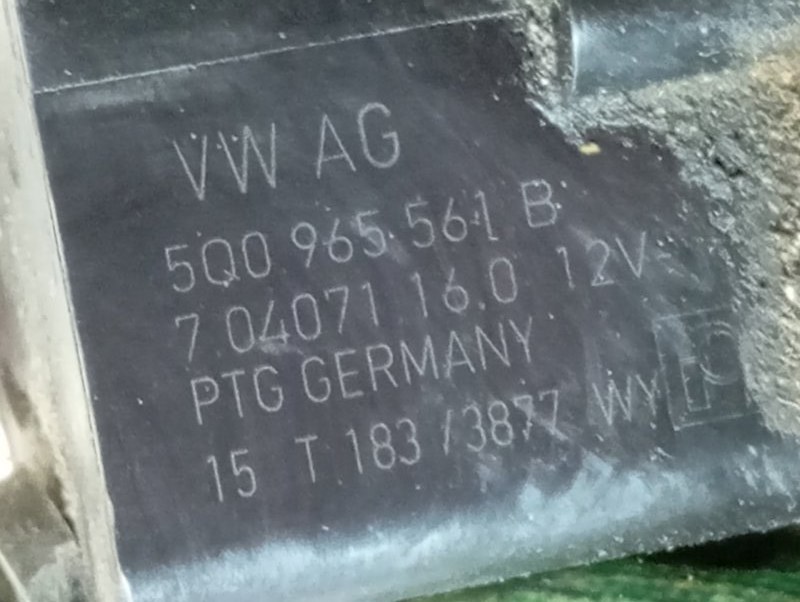 VW AG
5Q0 965 561 B
7.04071 16.0 12V
PTG GERMANY
15 T 183 /3877 WY